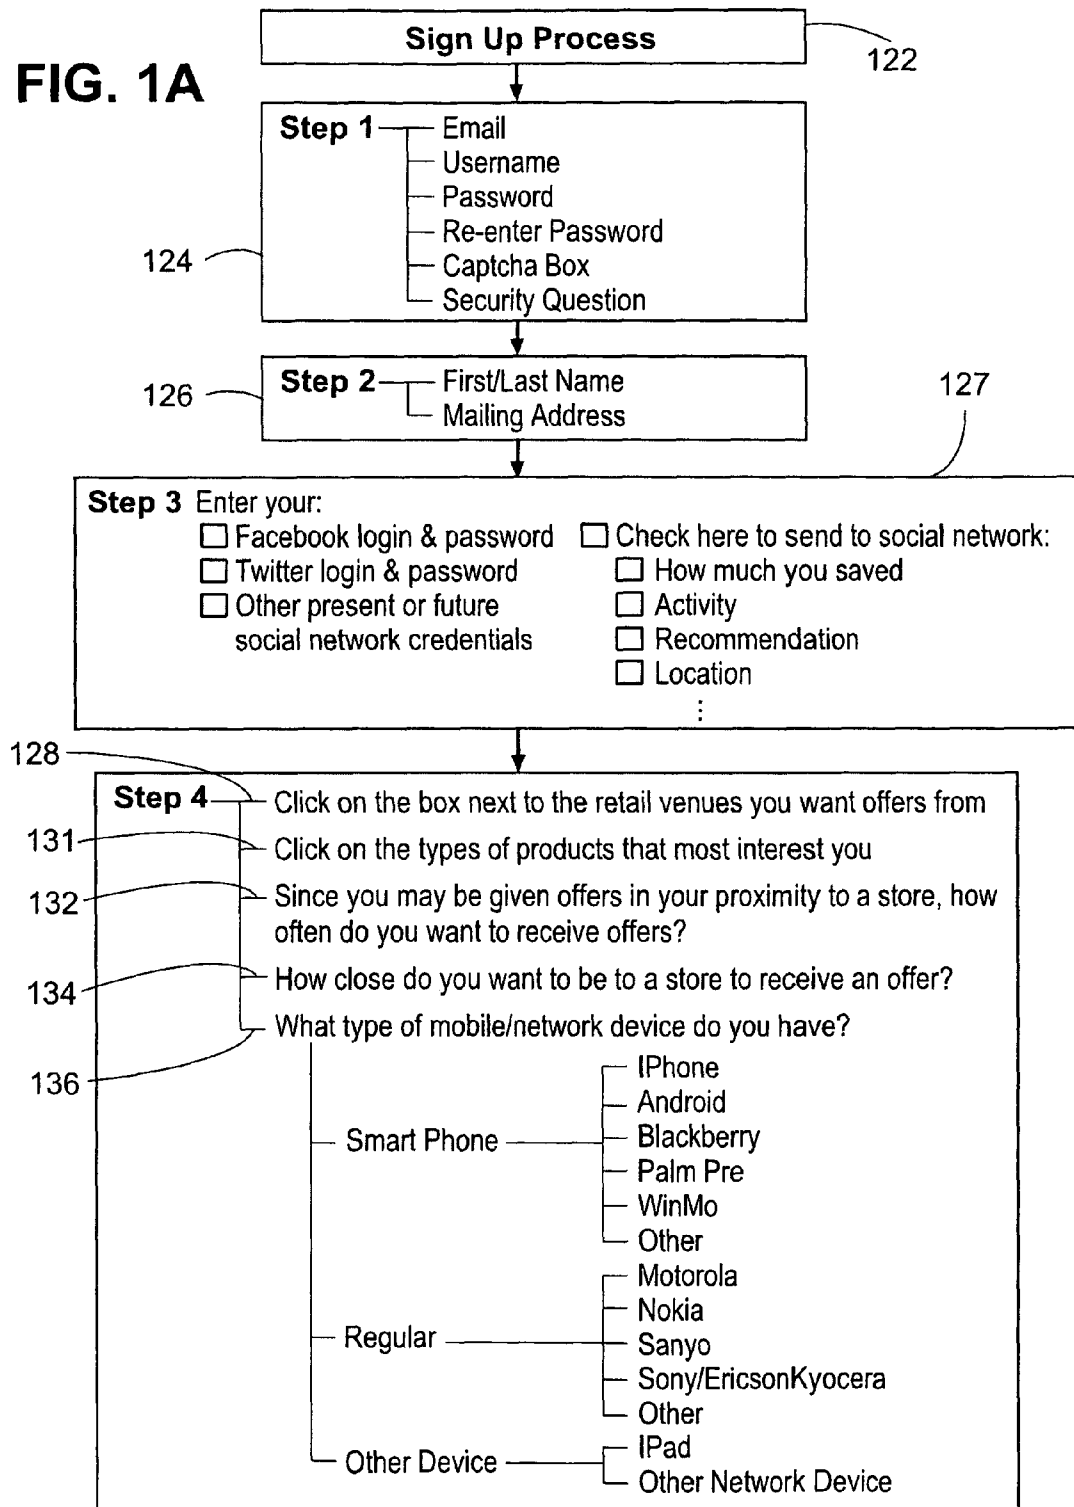 FIG. 1A
Sign Up Process
122
Step 1
Email
Username
Password
Re-enter Password
Captcha Box
Security Question
124
Step 2
First/Last Name
Mailing Address
126
127
Step 3 Enter your:
Facebook login & password
Twitter login & password
Other present or future
social network credentials
Check here to send to social network:
How much you saved
Activity
Recommendation
Location
⋮
128
Step 4
Click on the box next to the retail venues you want offers from
131
Click on the types of products that most interest you
132
Since you may be given offers in your proximity to a store, how
often do you want to receive offers?
134
How close do you want to be to a store to receive an offer?
136
What type of mobile/network device do you have?
Smart Phone
IPhone
Android
Blackberry
Palm Pre
WinMo
Other
Regular
Motorola
Nokia
Sanyo
Sony/EricsonKyocera
Other
Other Device
IPad
Other Network Device